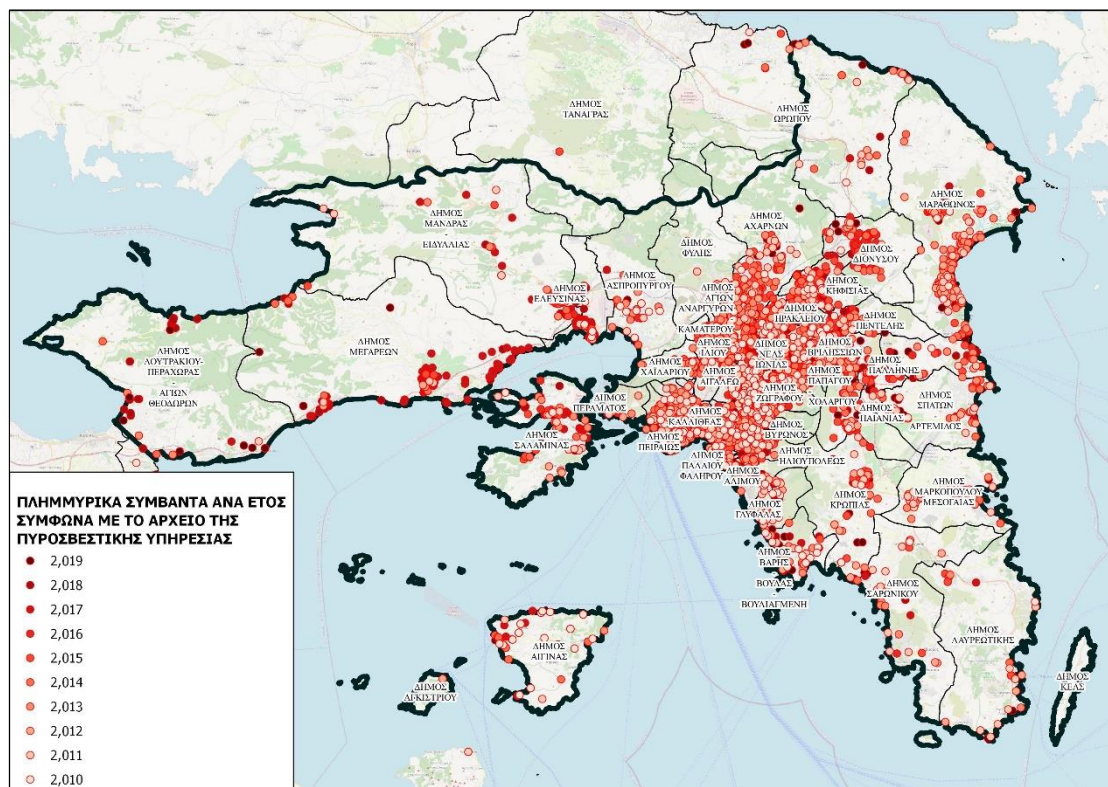 ΔΗΜΟΣ
ΤΑΝΑΓΡΑΣ
ΔΗΜΟΣ
ΩΡΩΠΟΥ
ΔΗΜΟΣ
ΜΑΝΔΡΑΣ
-
ΕΙΔΥΛΛΙΑΣ
ΔΗΜΟΣ
ΜΑΡΑΘΩΝΟΣ
ΔΗΜΟΣ
ΑΧΑΡΝΩΝ
ΔΗΜΟΣ
ΦΥΛΗΣ
ΔΗΜΟΣ
ΔΙΟΝΥΣΟΥ
ΔΗΜΟΣ
ΑΣΠΡΟΠΥΡΓΟΥ
ΔΗΜΟΣ
ΕΛΕΥΣΙΝΑΣ
ΔΗΜΟΣ
ΚΗΦΙΣΙΑΣ
ΔΗΜΟΣ
ΑΓΙΩΝ
ΑΝΑΡΓΥΡΩΝ
-
ΚΑΜΑΤΕΡΟΥ
ΔΗΜΟΣ
ΗΡΑΚΛΕΙΟΥ
ΔΗΜΟΣ
ΠΕΝΤΕΛΗΣ
ΔΗΜΟΣ
ΜΕΓΑΡΕΩΝ
ΔΗΜΟΣ
ΙΛΙΟΥ
ΔΗΜΟΣ
ΝΕΑΣ
ΙΩΝΙΑΣ
ΔΗΜΟΣ
ΒΡΙΛΗΣΣΙΩΝ
ΔΗΜΟΣ
ΛΟΥΤΡΑΚΙΟΥ-
ΠΕΡΑΧΩΡΑΣ
-
ΑΓΙΩΝ
ΘΕΟΔΩΡΩΝ
ΔΗΜΟΣ
ΧΑΪΔΑΡΙΟΥ
ΔΗΜΟΣ
ΑΙΓΑΛΕΩ
ΔΗΜΟΣ
ΠΑΠΑΓΟΥ
-
ΧΟΛΑΡΓΟΥ
ΔΗΜΟΣ
ΠΑΛΛΗΝΗΣ
ΔΗΜΟΣ
ΖΩΓΡΑΦΟΥ
ΔΗΜΟΣ
ΣΠΑΤΩΝ
-
ΑΡΤΕΜΙΔΟΣ
ΔΗΜΟΣ
ΠΕΡΑΜΑΤΟΣ
ΔΗΜΟΣ
ΚΑΛΛΙΘΕΑΣ
ΔΗΜΟΣ
ΠΑΙΑΝΙΑΣ
ΔΗΜΟΣ
ΣΑΛΑΜΙΝΑΣ
ΔΗΜΟΣ
ΠΕΙΡΑΙΩΣ
ΔΗΜΟΣ
ΒΥΡΩΝΟΣ
ΔΗΜΟΣ
ΗΛΙΟΥΠΟΛΕΩΣ
ΔΗΜΟΣ
ΠΑΛΑΙΟΥ
ΦΑΛΗΡΟΥ
ΔΗΜΟΣ
ΑΛΙΜΟΥ
ΔΗΜΟΣ
ΓΛΥΦΑΔΑΣ
ΔΗΜΟΣ
ΚΡΩΠΙΑΣ
ΔΗΜΟΣ
ΜΑΡΚΟΠΟΥΛΟΥ
ΜΕΣΟΓΑΙΑΣ
ΔΗΜΟΣ
ΒΑΡΗΣ
-
ΒΟΥΛΑΣ
-
ΒΟΥΛΙΑΓΜΕΝΗ
ΔΗΜΟΣ
ΣΑΡΩΝΙΚΟΥ
ΔΗΜΟΣ
ΛΑΥΡΕΩΤΙΚΗΣ
ΔΗΜΟΣ
ΑΙΓΙΝΑΣ
ΔΗΜΟΣ
ΑΓΚΙΣΤΡΙΟΥ
ΔΗΜΟΣ
ΚΕΑΣ
ΠΛΗΜΜΥΡΙΚΑ ΣΥΜΒΑΝΤΑ ΑΝΑ ΕΤΟΣ
ΣΥΜΦΩΝΑ ΜΕ ΤΟ ΑΡΧΕΙΟ ΤΗΣ
ΠΥΡΟΣΒΕΣΤΙΚΗΣ ΥΠΗΡΕΣΙΑΣ
2,019
2,018
2,017
2,016
2,015
2,014
2,013
2,012
2,011
2,010